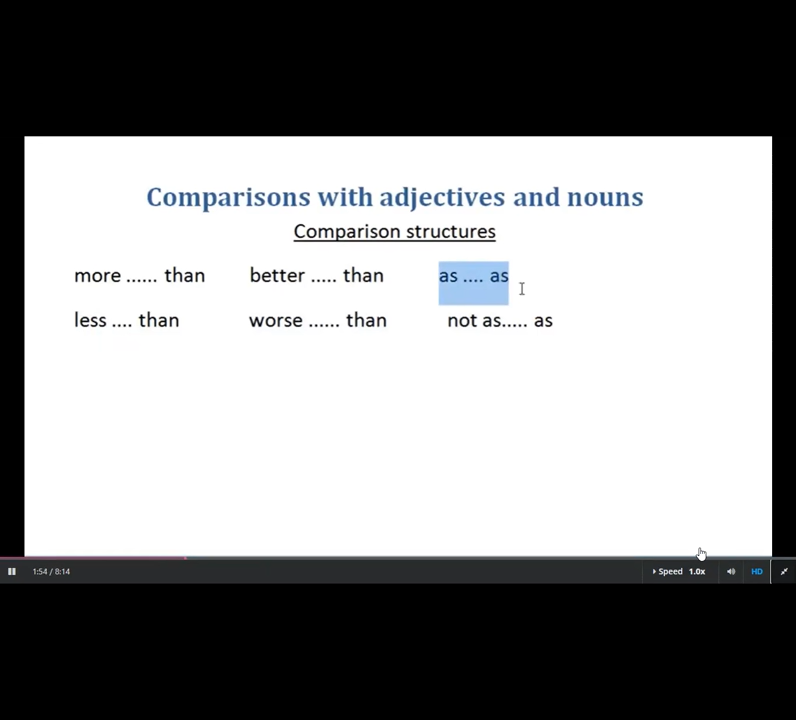 Comparisons with adjectives and nouns
Comparison structures
more ...... than better ..... than as .... as
less .... than worse ...... than not as..... as
1:54 / 8:14 Speed 1.0x HD